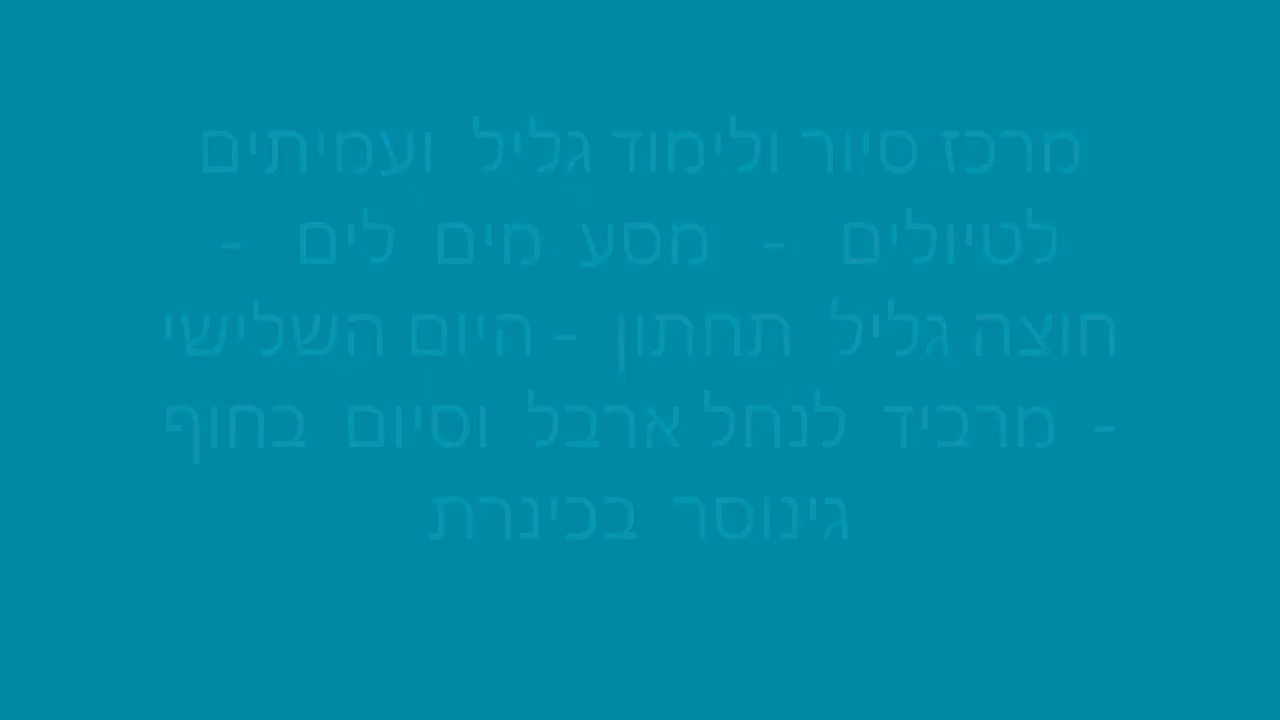 מרכז סיור ולימוד גליל ועמיתים
לטיולים - מסע מים לים -
חוצה גליל תחתון - היום השלישי
- מרביד לנחל ארבל וסיום בחוף
גינוסר בכינרת